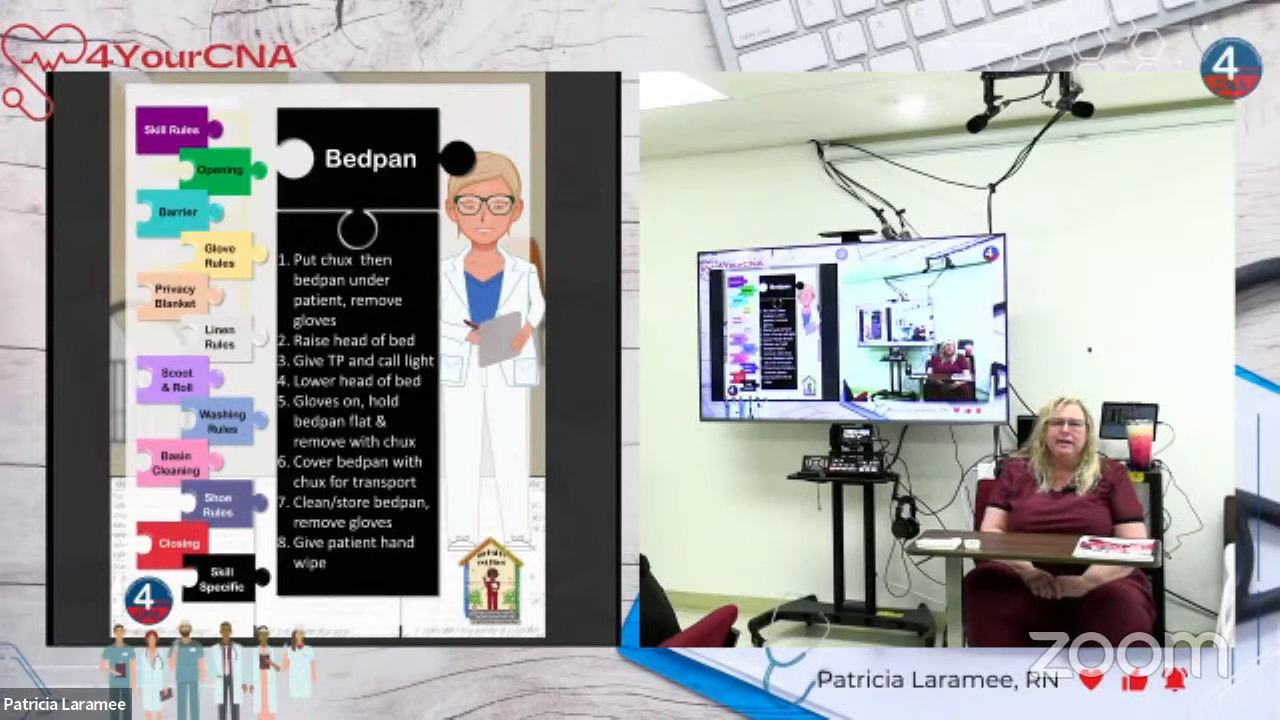 4YourCNA
4
Skill Rules
Opening
Barrier
Glove
Rules
Privacy
Blanket
Linen
Rules
Scoot
& Roll
Washing
Rules
Basin
Cleaning
Shoe
Rules
Closing
Skill
Specific
4
Bedpan
1. Put chux then
bedpan under
patient, remove
gloves
2. Raise head of bed
3. Give TP and call light
4. Lower head of bed
5. Gloves on, hold
bedpan flat &
remove with chux
6. Cover bedpan with
chux for transport
7. Clean/store bedpan,
remove gloves
8. Give patient hand
wipe
4YourCNA
Bedpan
zoom
Patricia Laramee, RN
Patricia Laramee